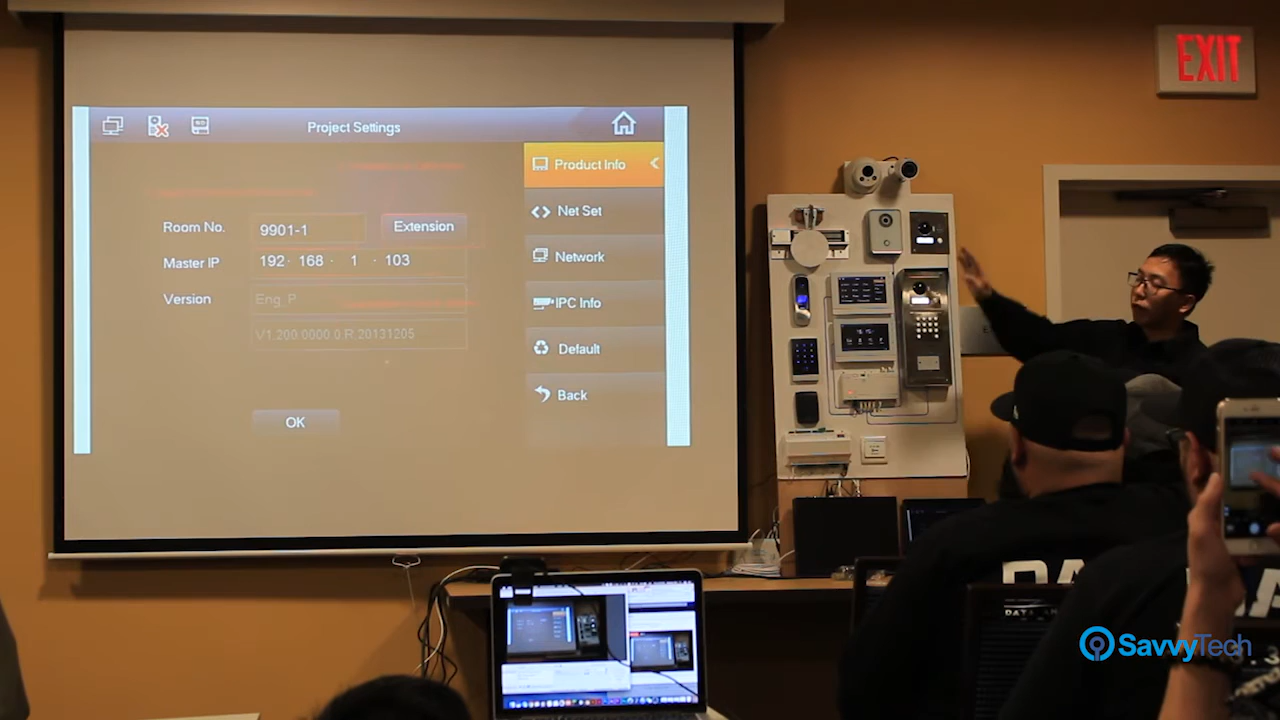 EXIT
Project Settings
Product Info
Room No.
9901-1
Extension
Net Set
Master IP
192 . 168 . 1 . 103
Network
Version
Eng_P
IPC Info
V1.200.0000.0.R.20131205
Default
Back
OK
SavvyTech